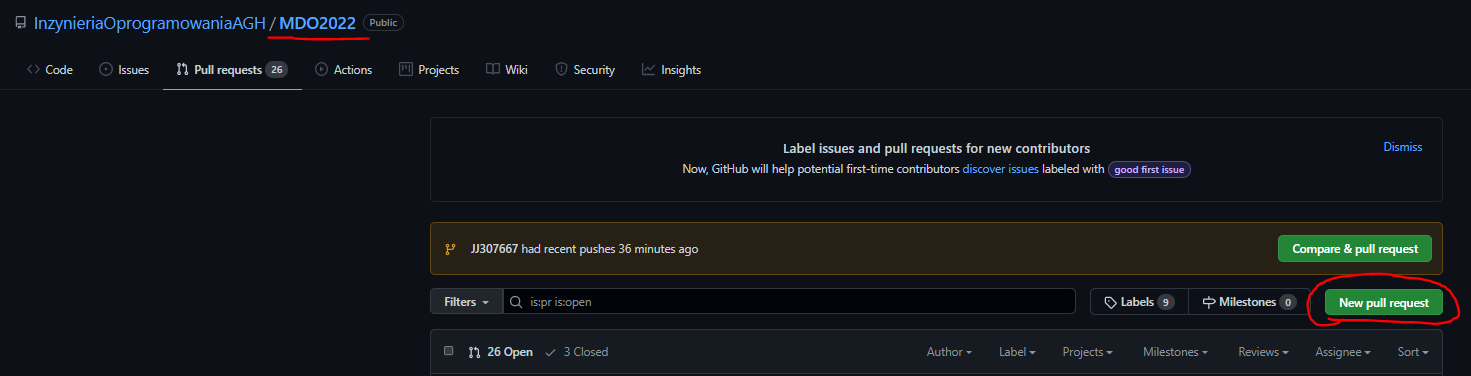 InzynieriaOprogramowaniaAGH / MDO2022 Public
Code Issues Pull requests 26 Actions Projects Wiki Security Insights
Label issues and pull requests for new contributors
Dismiss
Now, GitHub will help potential first-time contributors discover issues labeled with good first issue
JJ307667 had recent pushes 36 minutes ago Compare & pull request
Filters is:pr is:open Labels 9 Milestones 0 New pull request
26 Open 3 Closed Author Label Projects Milestones Reviews Assignee Sort